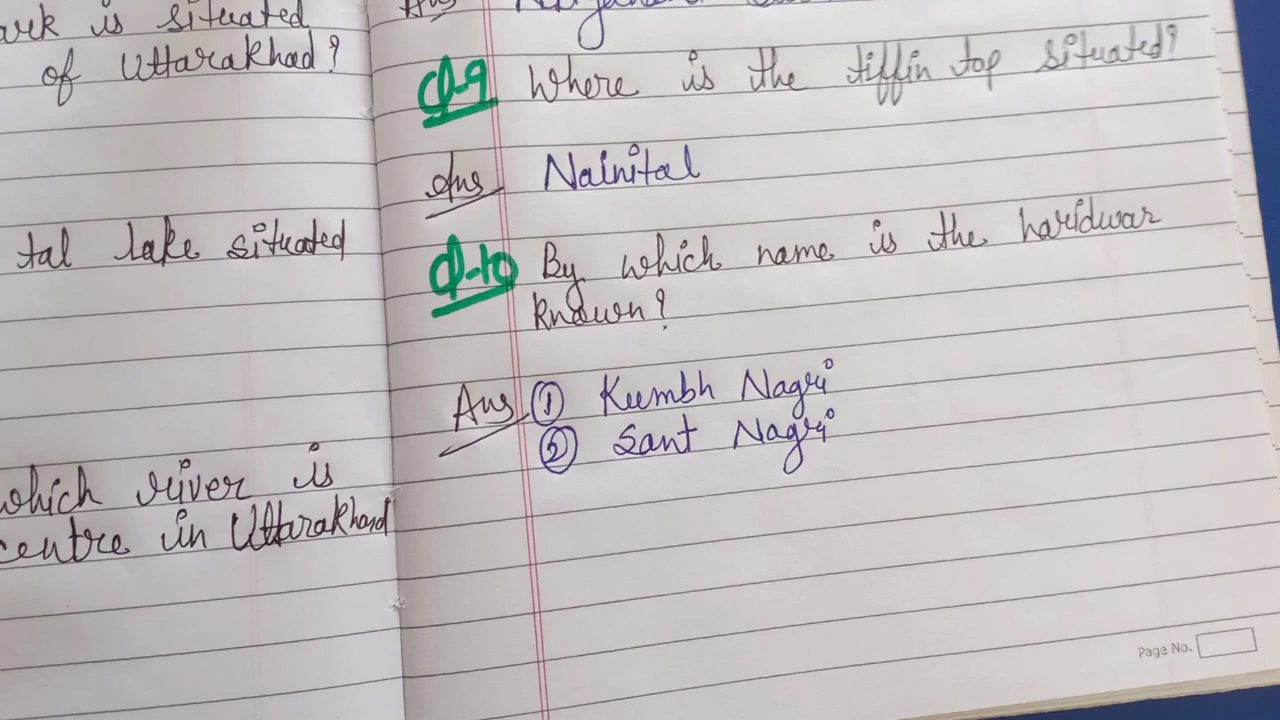 ark is situated
of Uttarakhad?
tal lake situated
which river is
centre in Uttarakhand
Ans
Q-9 Where is the tiffin top situated?
Ans Nainital
Q-10 By which name is the haridwar
known?
Ans ① Kumbh Nagri
② Sant Nagri
Page No.